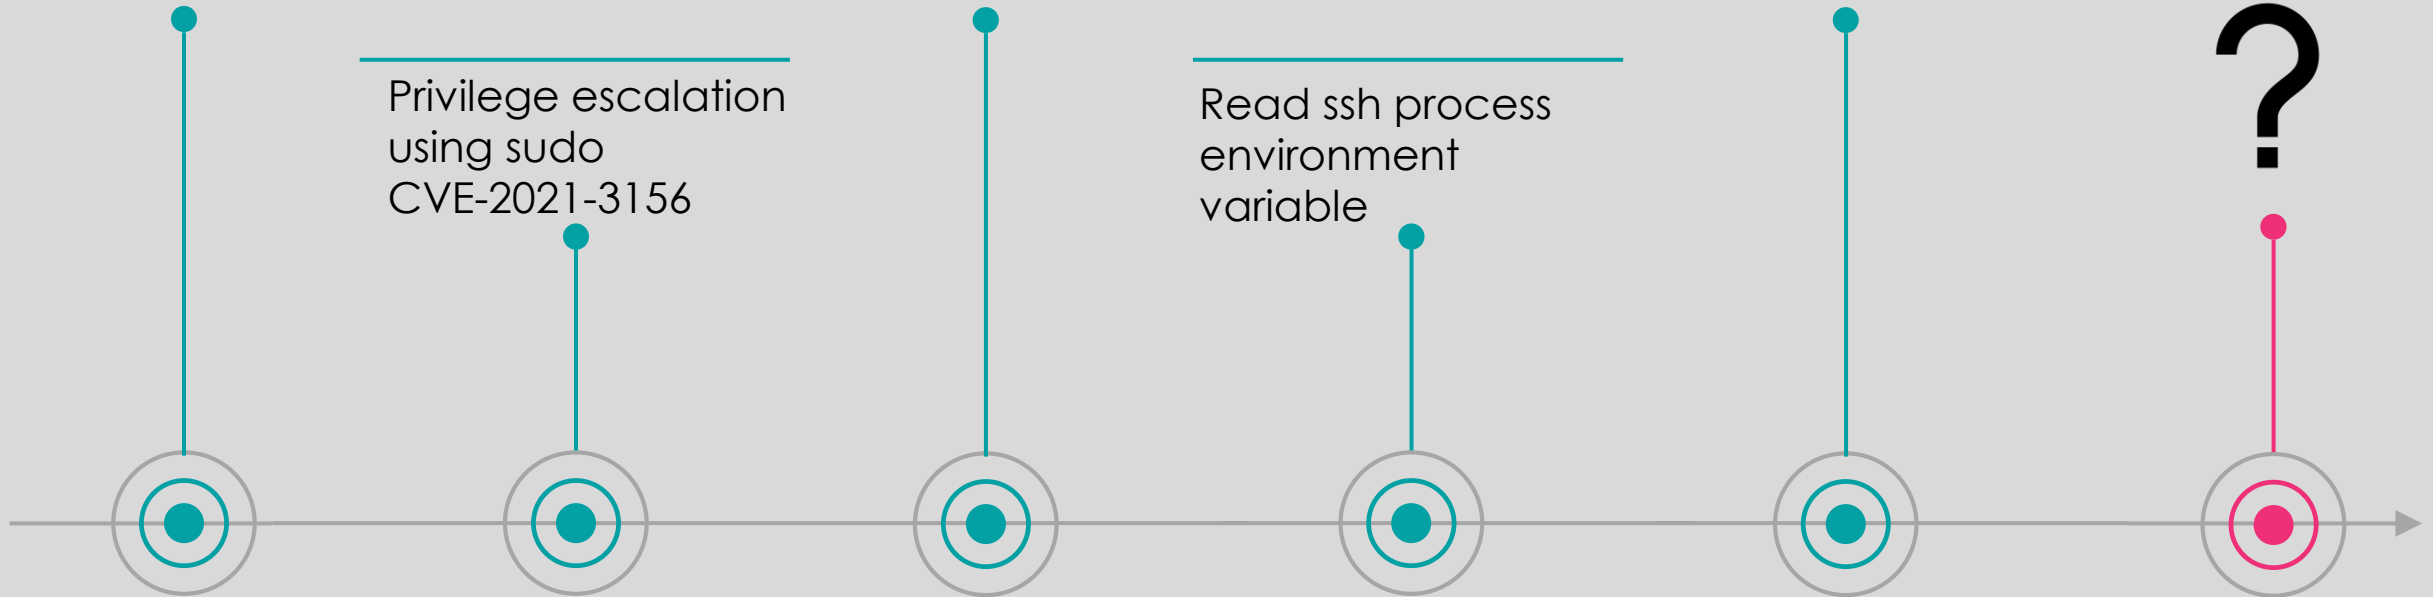 Privilege escalation
using sudo
CVE-2021-3156
Read ssh process
environment
variable
?